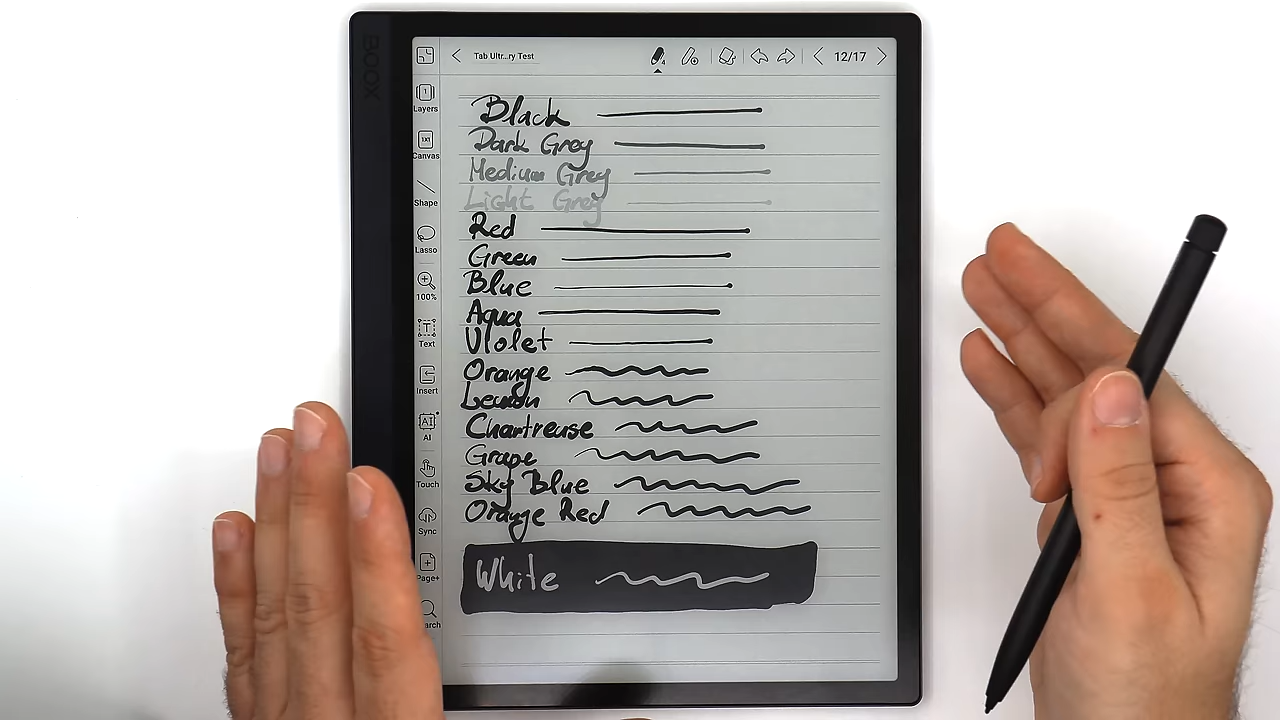 BOOX
Tab Ultr...ry Test
12/17
Layers
Canvas
Shape
Lasso
100%
Text
Insert
AI
Touch
Sync
Page+
arch
Black
Dark Grey
Medium Grey
Light Grey
Red
Green
Blue
Aqua
Violet
Orange
Lemon
Chartreuse
Grape
Sky Blue
Orange Red
White